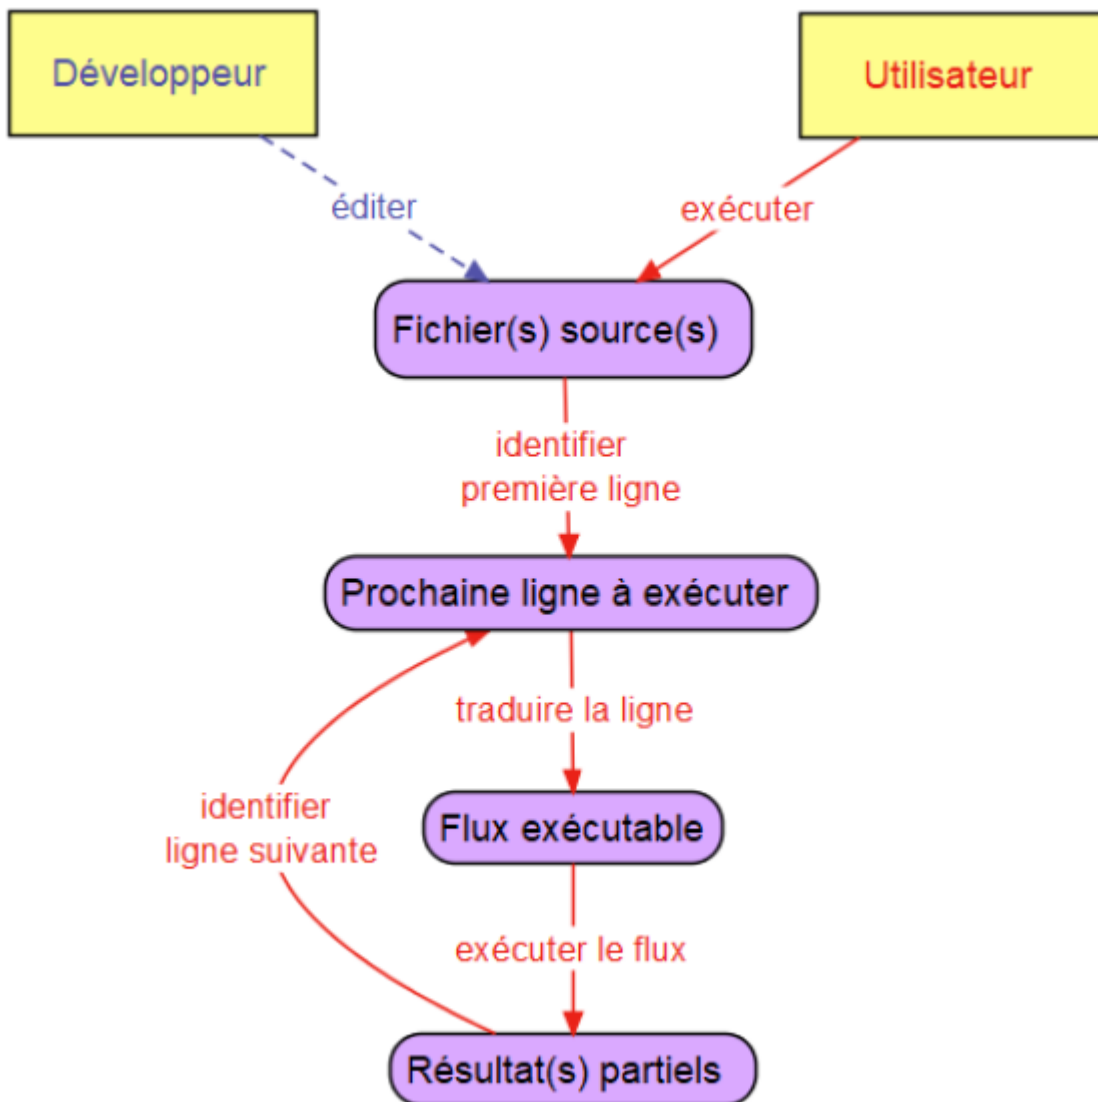 Développeur
Utilisateur
éditer
exécuter
Fichier(s) source(s)
identifier
première ligne
Prochaine ligne à exécuter
traduire la ligne
identifier
ligne suivante
Flux exécutable
exécuter le flux
Résultat(s) partiels